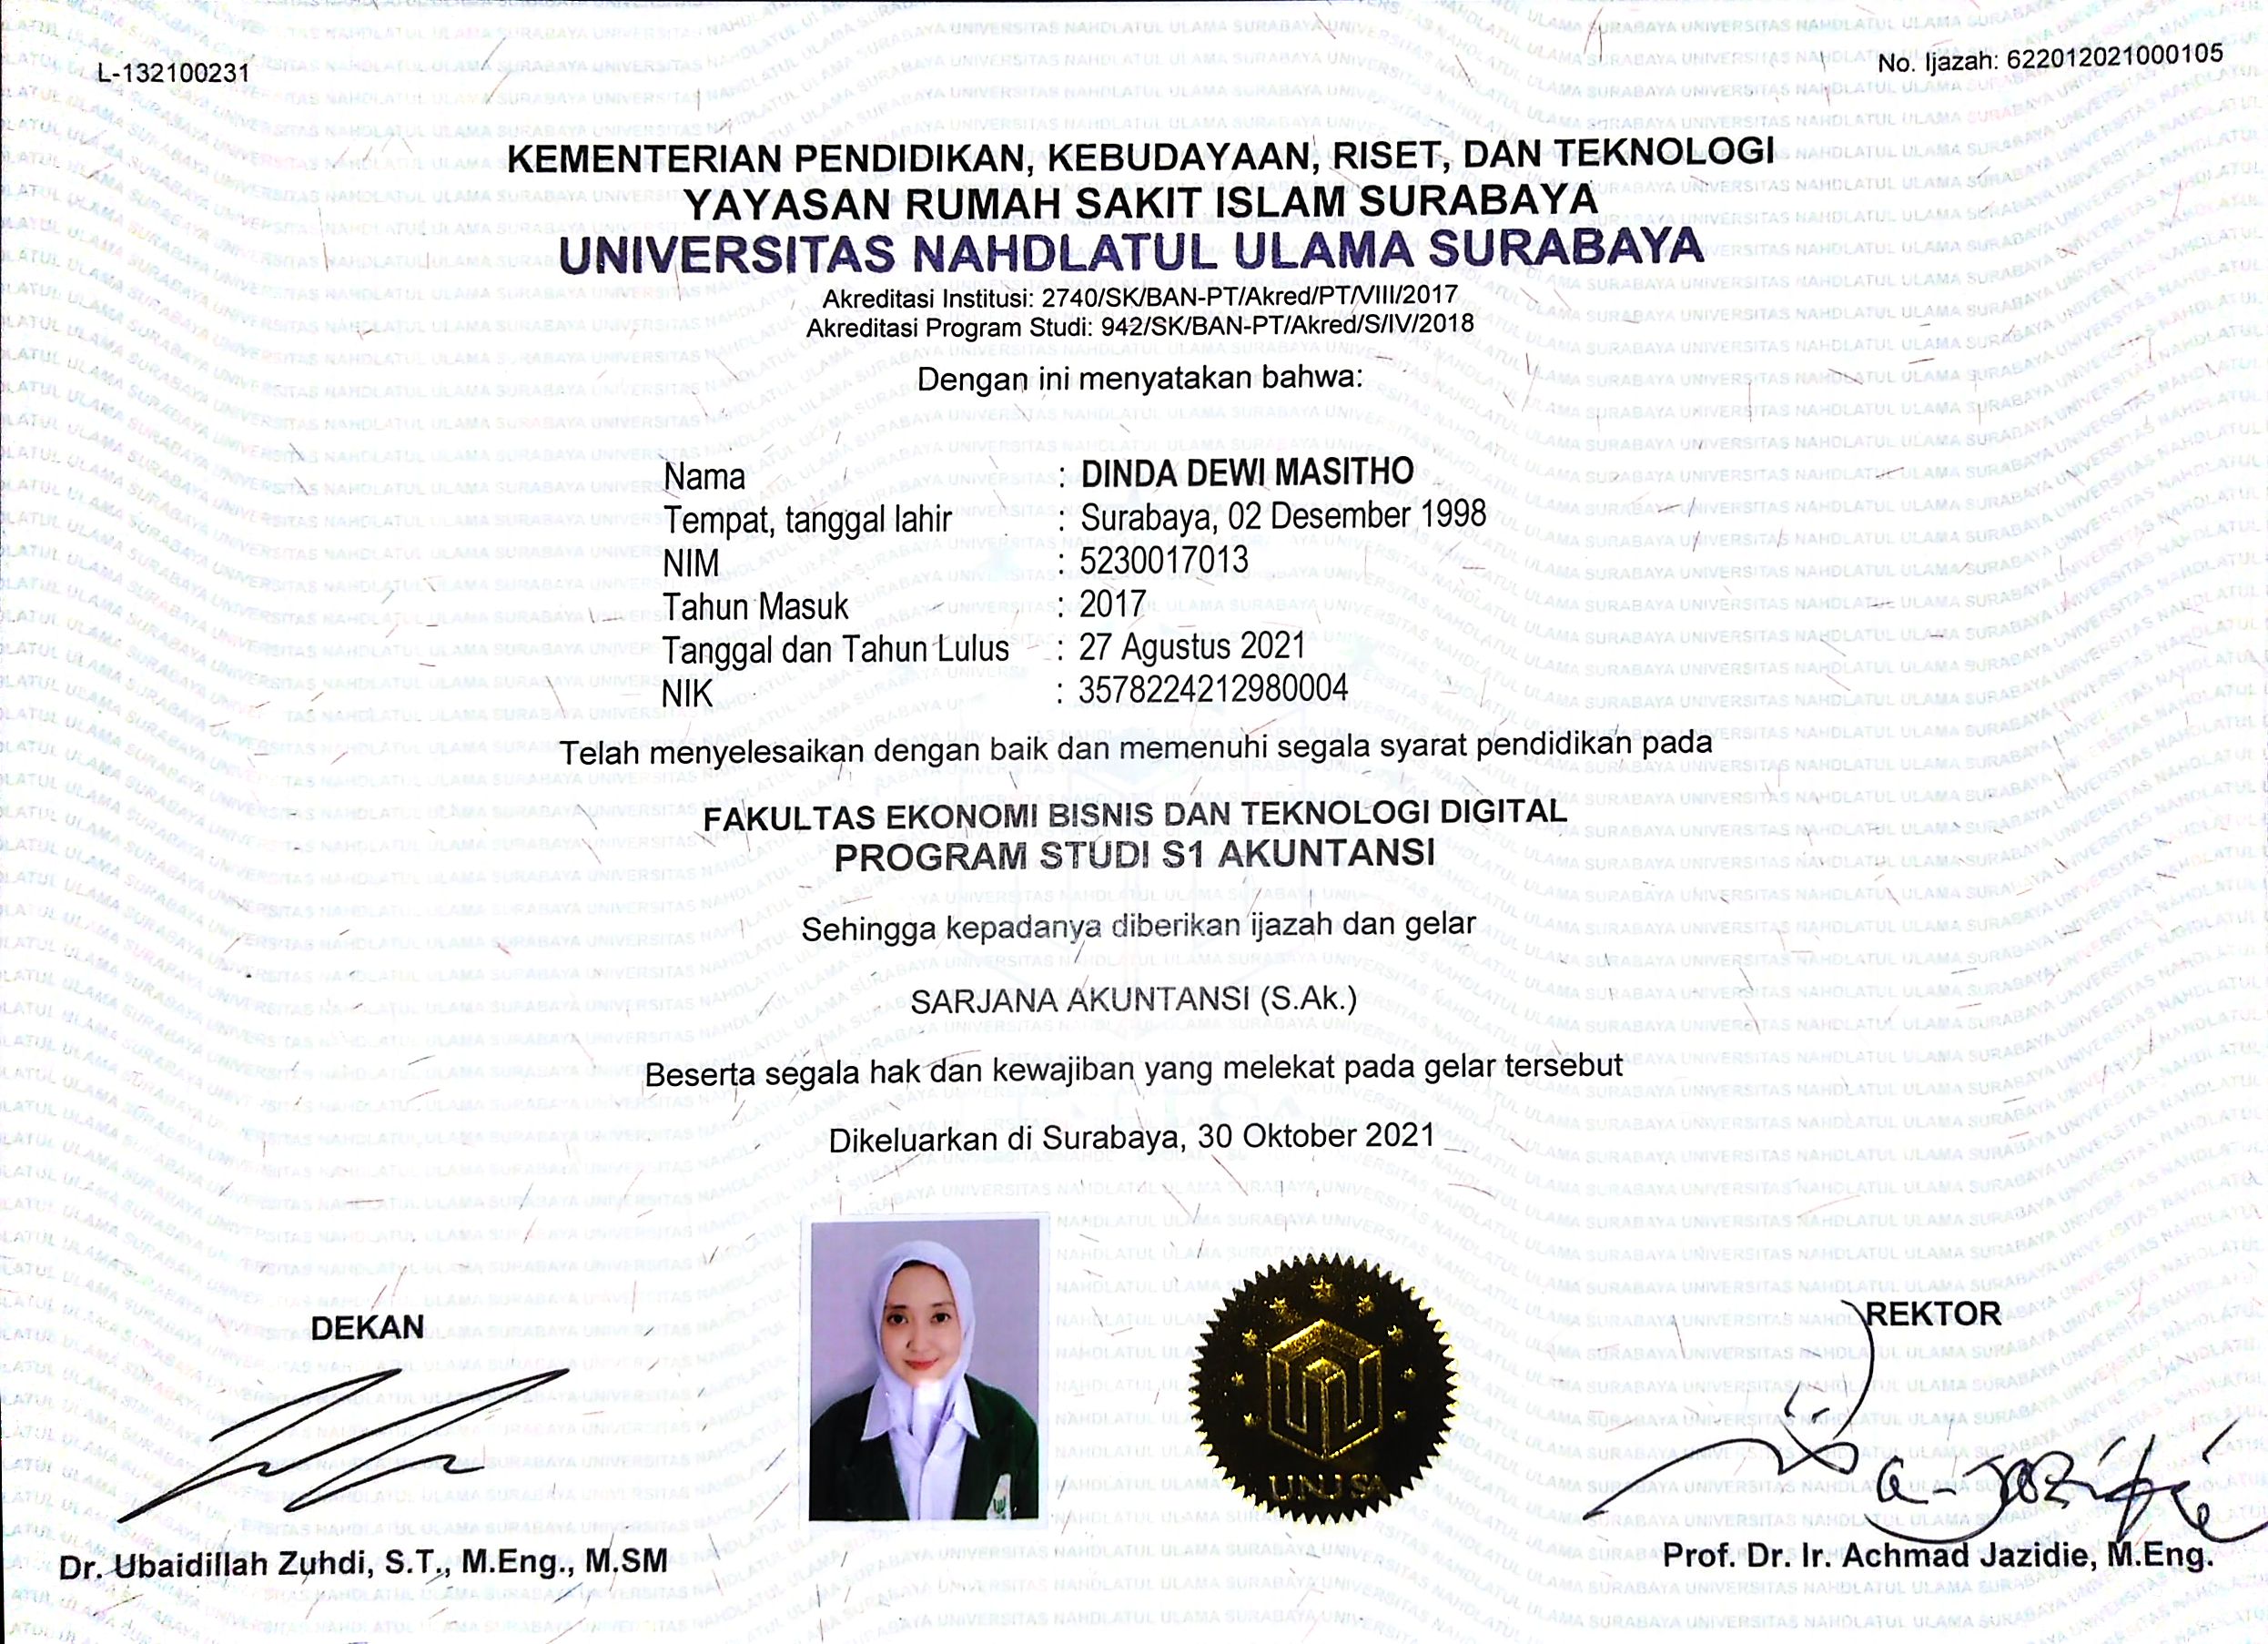 L-132100231
No. Ijazah: 622012021000105
KEMENTERIAN PENDIDIKAN, KEBUDAYAAN, RISET, DAN TEKNOLOGI
YAYASAN RUMAH SAKIT ISLAM SURABAYA
UNIVERSITAS NAHDLATUL ULAMA SURABAYA
Akreditasi Institusi: 2740/SK/BAN-PT/Akred/PT/VIII/2017
Akreditasi Program Studi: 942/SK/BAN-PT/Akred/S/IV/2018
Dengan ini menyatakan bahwa:
Nama : DINDA DEWI MASITHO
Tempat, tanggal lahir : Surabaya, 02 Desember 1998
NIM : 5230017013
Tahun Masuk : 2017
Tanggal dan Tahun Lulus : 27 Agustus 2021
NIK : 3578224212980004
Telah menyelesaikan dengan baik dan memenuhi segala syarat pendidikan pada
FAKULTAS EKONOMI BISNIS DAN TEKNOLOGI DIGITAL
PROGRAM STUDI S1 AKUNTANSI
Sehingga kepadanya diberikan ijazah dan gelar
SARJANA AKUNTANSI (S.Ak.)
Beserta segala hak dan kewajiban yang melekat pada gelar tersebut
Dikeluarkan di Surabaya, 30 Oktober 2021
DEKAN
REKTOR
UNUSA
Dr. Ubaidillah Zuhdi, S.T., M.Eng., M.SM
Prof. Dr. Ir. Achmad Jazidie, M.Eng.